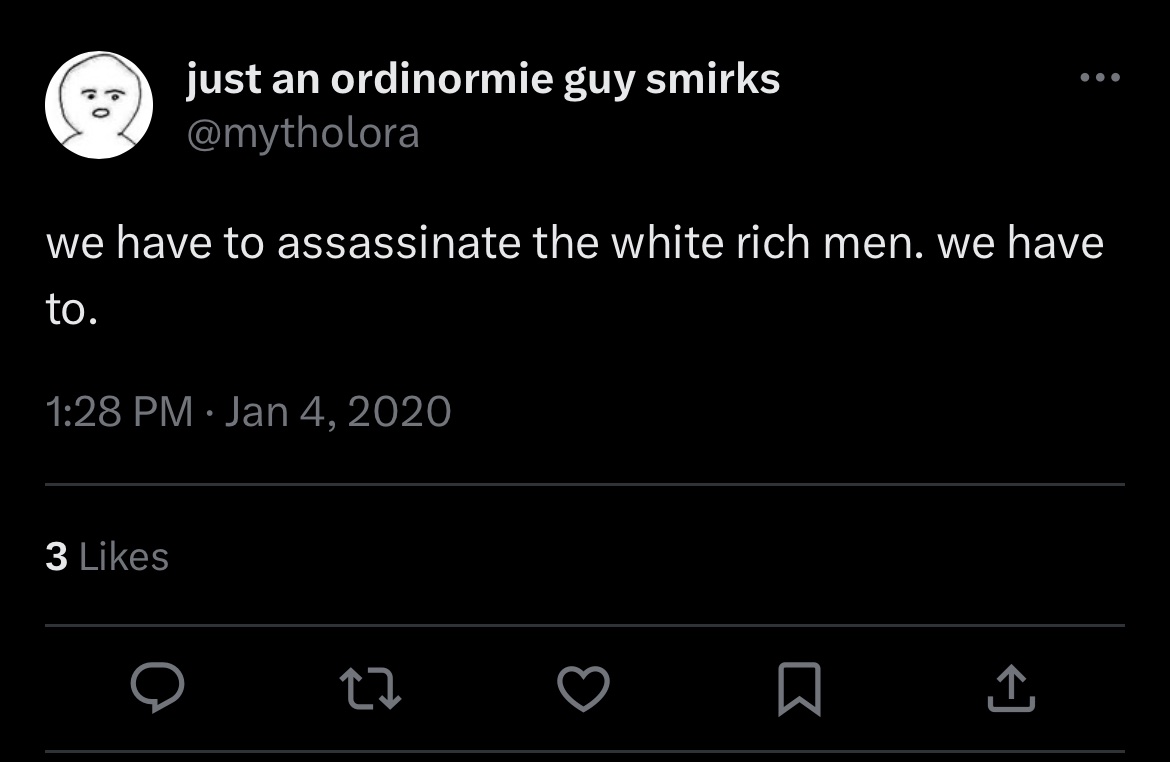 just an ordinormie guy smirks
@mytholora
we have to assassinate the white rich men. we have
to.
1:28 PM · Jan 4, 2020
3 Likes